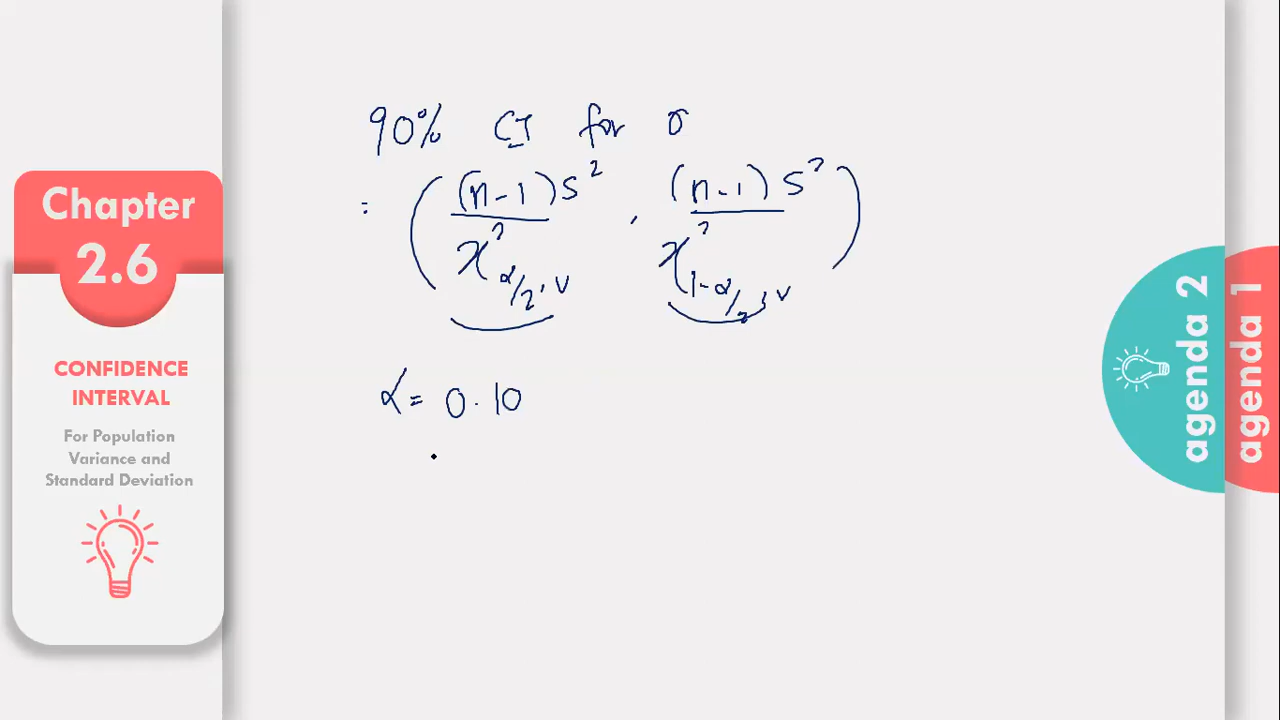 Chapter
2.6
CONFIDENCE
INTERVAL
For Population
Variance and
Standard Deviation
90% CI for σ
= ( (n-1)S² / χ²α/2, v , (n-1)S² / χ²1-α/2, v )
α = 0.10
agenda 2
agenda 1